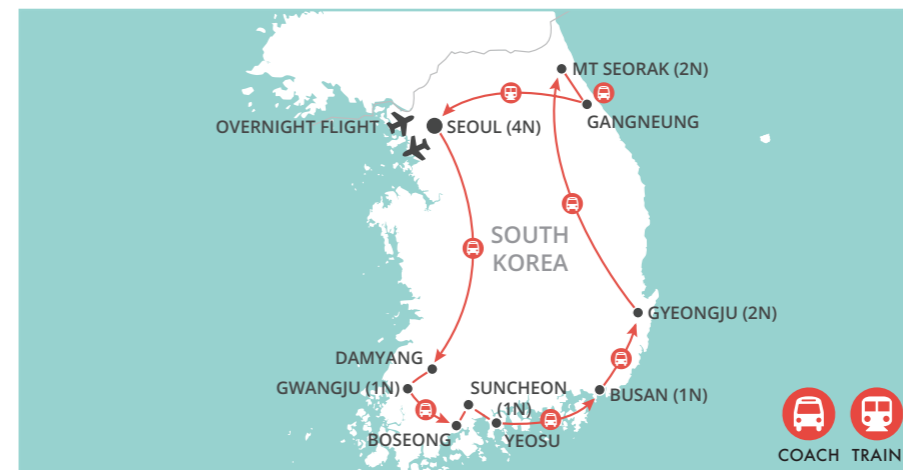 MT SEORAK (2N)
OVERNIGHT FLIGHT
SEOUL (4N)
GANGNEUNG
SOUTH
KOREA
GYEONGJU (2N)
DAMYANG
GWANGJU (1N)
SUNCHEON
(1N)
BUSAN (1N)
BOSEONG
YEOSU
COACH
TRAIN